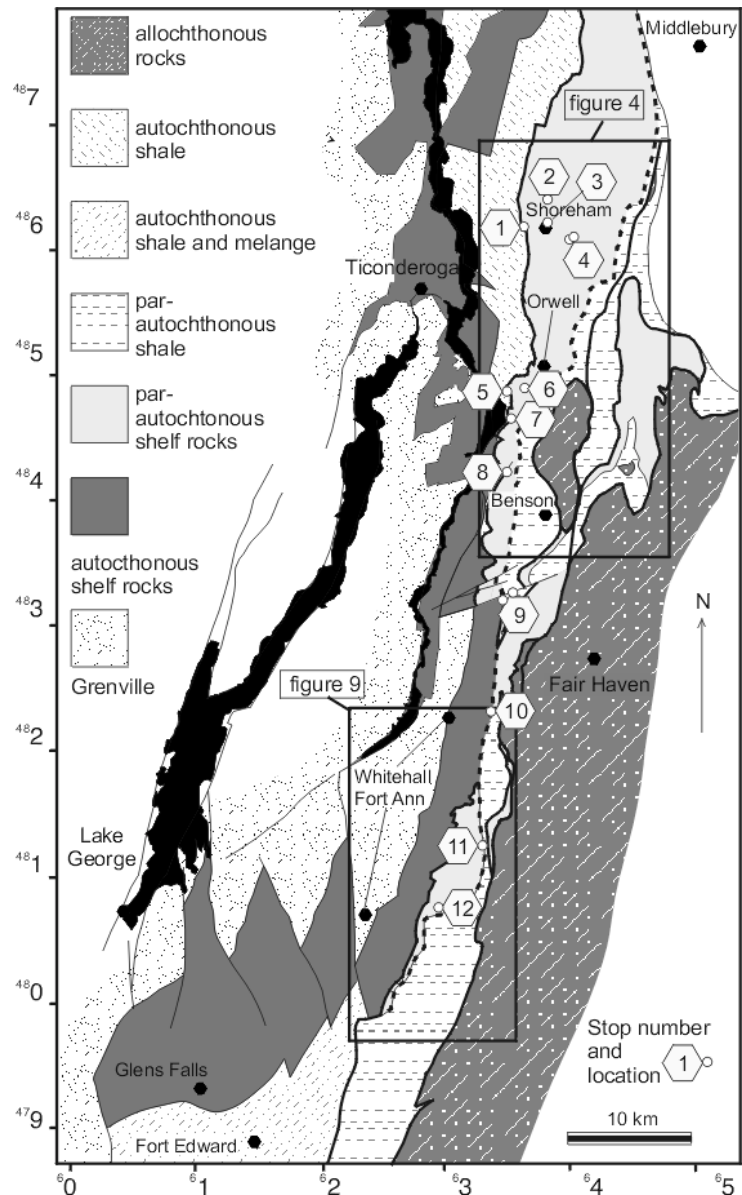 allochthonous
rocks
autochthonous
shale
autochthonous
shale and melange
par-
autochthonous
shale
par-
autochtonous
shelf rocks
autocthonous
shelf rocks
Grenville
Middlebury
figure 4
2
3
Shoreham
1
4
Ticonderoga
Orwell
5
6
7
8
Benson
9
N
figure 9
Fair Haven
10
Whitehall
Fort Ann
Lake
George
11
12
Stop number
and
location
1
Glens Falls
Fort Edward
10 km
487
486
485
484
483
482
481
480
479
60
61
62
63
64
65